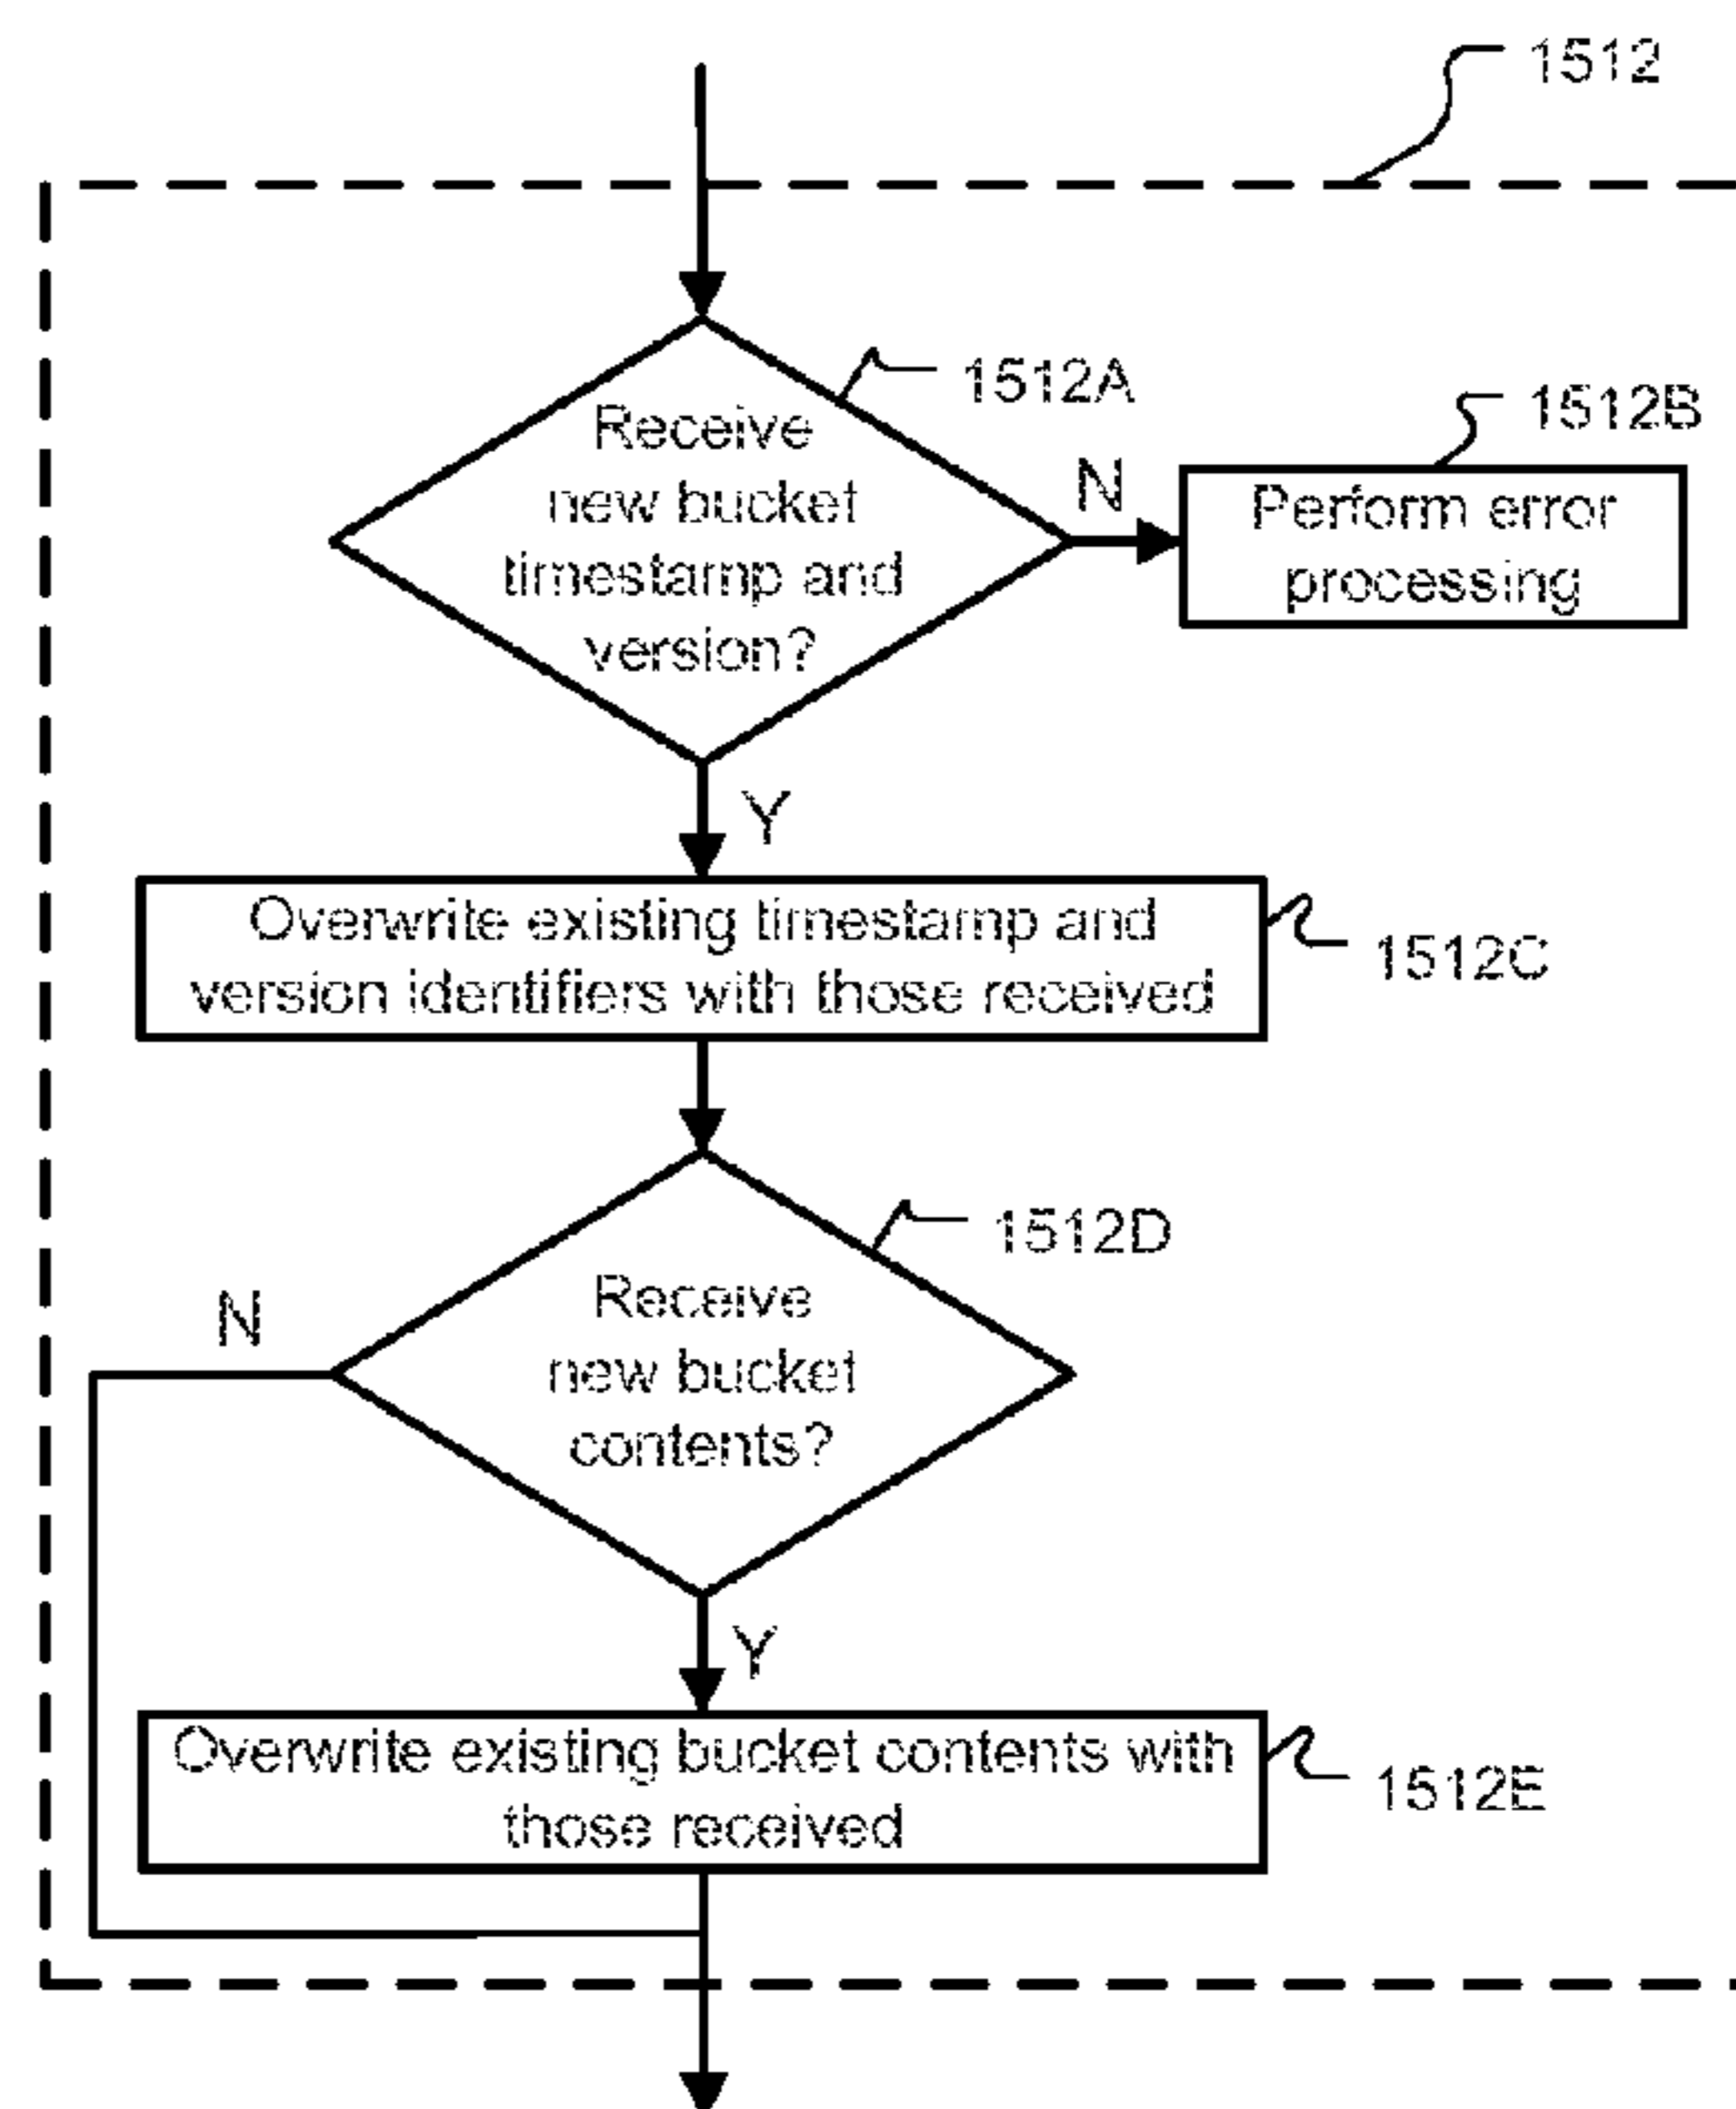 1512
1512A
Receive
new bucket
timestamp and
version?
N
1512B
Perform error
processing
Y
Overwrite existing timestamp and
version identifiers with those received
1512C
1512D
Receive
new bucket
contents?
N
Y
Overwrite existing bucket contents with
those received
1512E